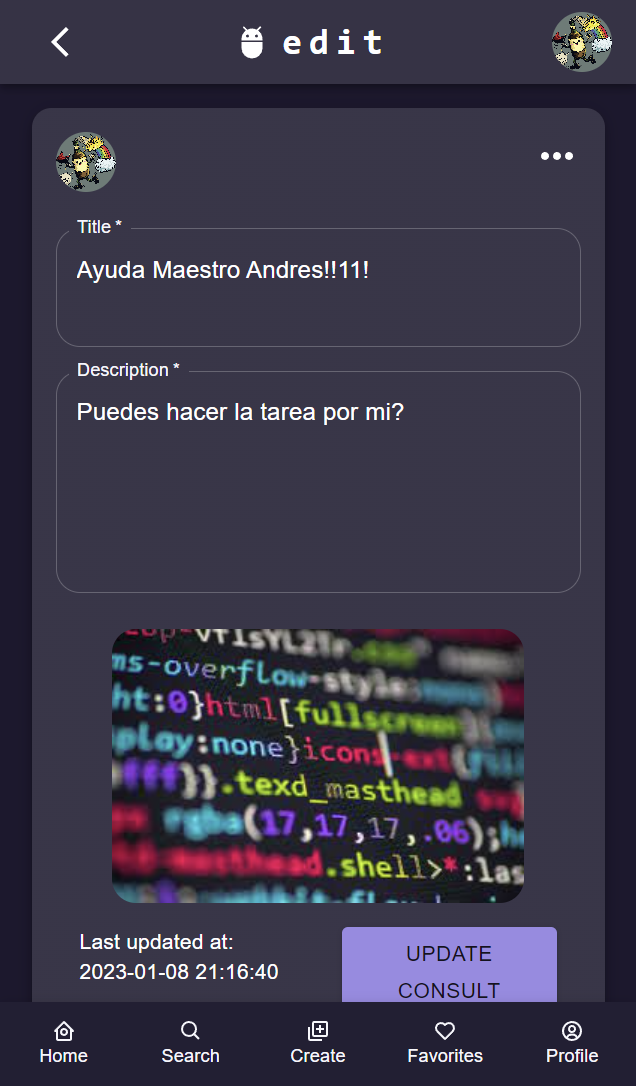 edit
Title *
Ayuda Maestro Andres!!11!
Description *
Puedes hacer la tarea por mi?
ms-overflow-style:none}
ht:0}html[fullscreen]
play:none}icons-ext{
fff}}.texd_masthead
rgba(17,17,17,.06);
d-masthead.shell>*:las
Last updated at:
2023-01-08 21:16:40
UPDATE
CONSULT
Home
Search
Create
Favorites
Profile